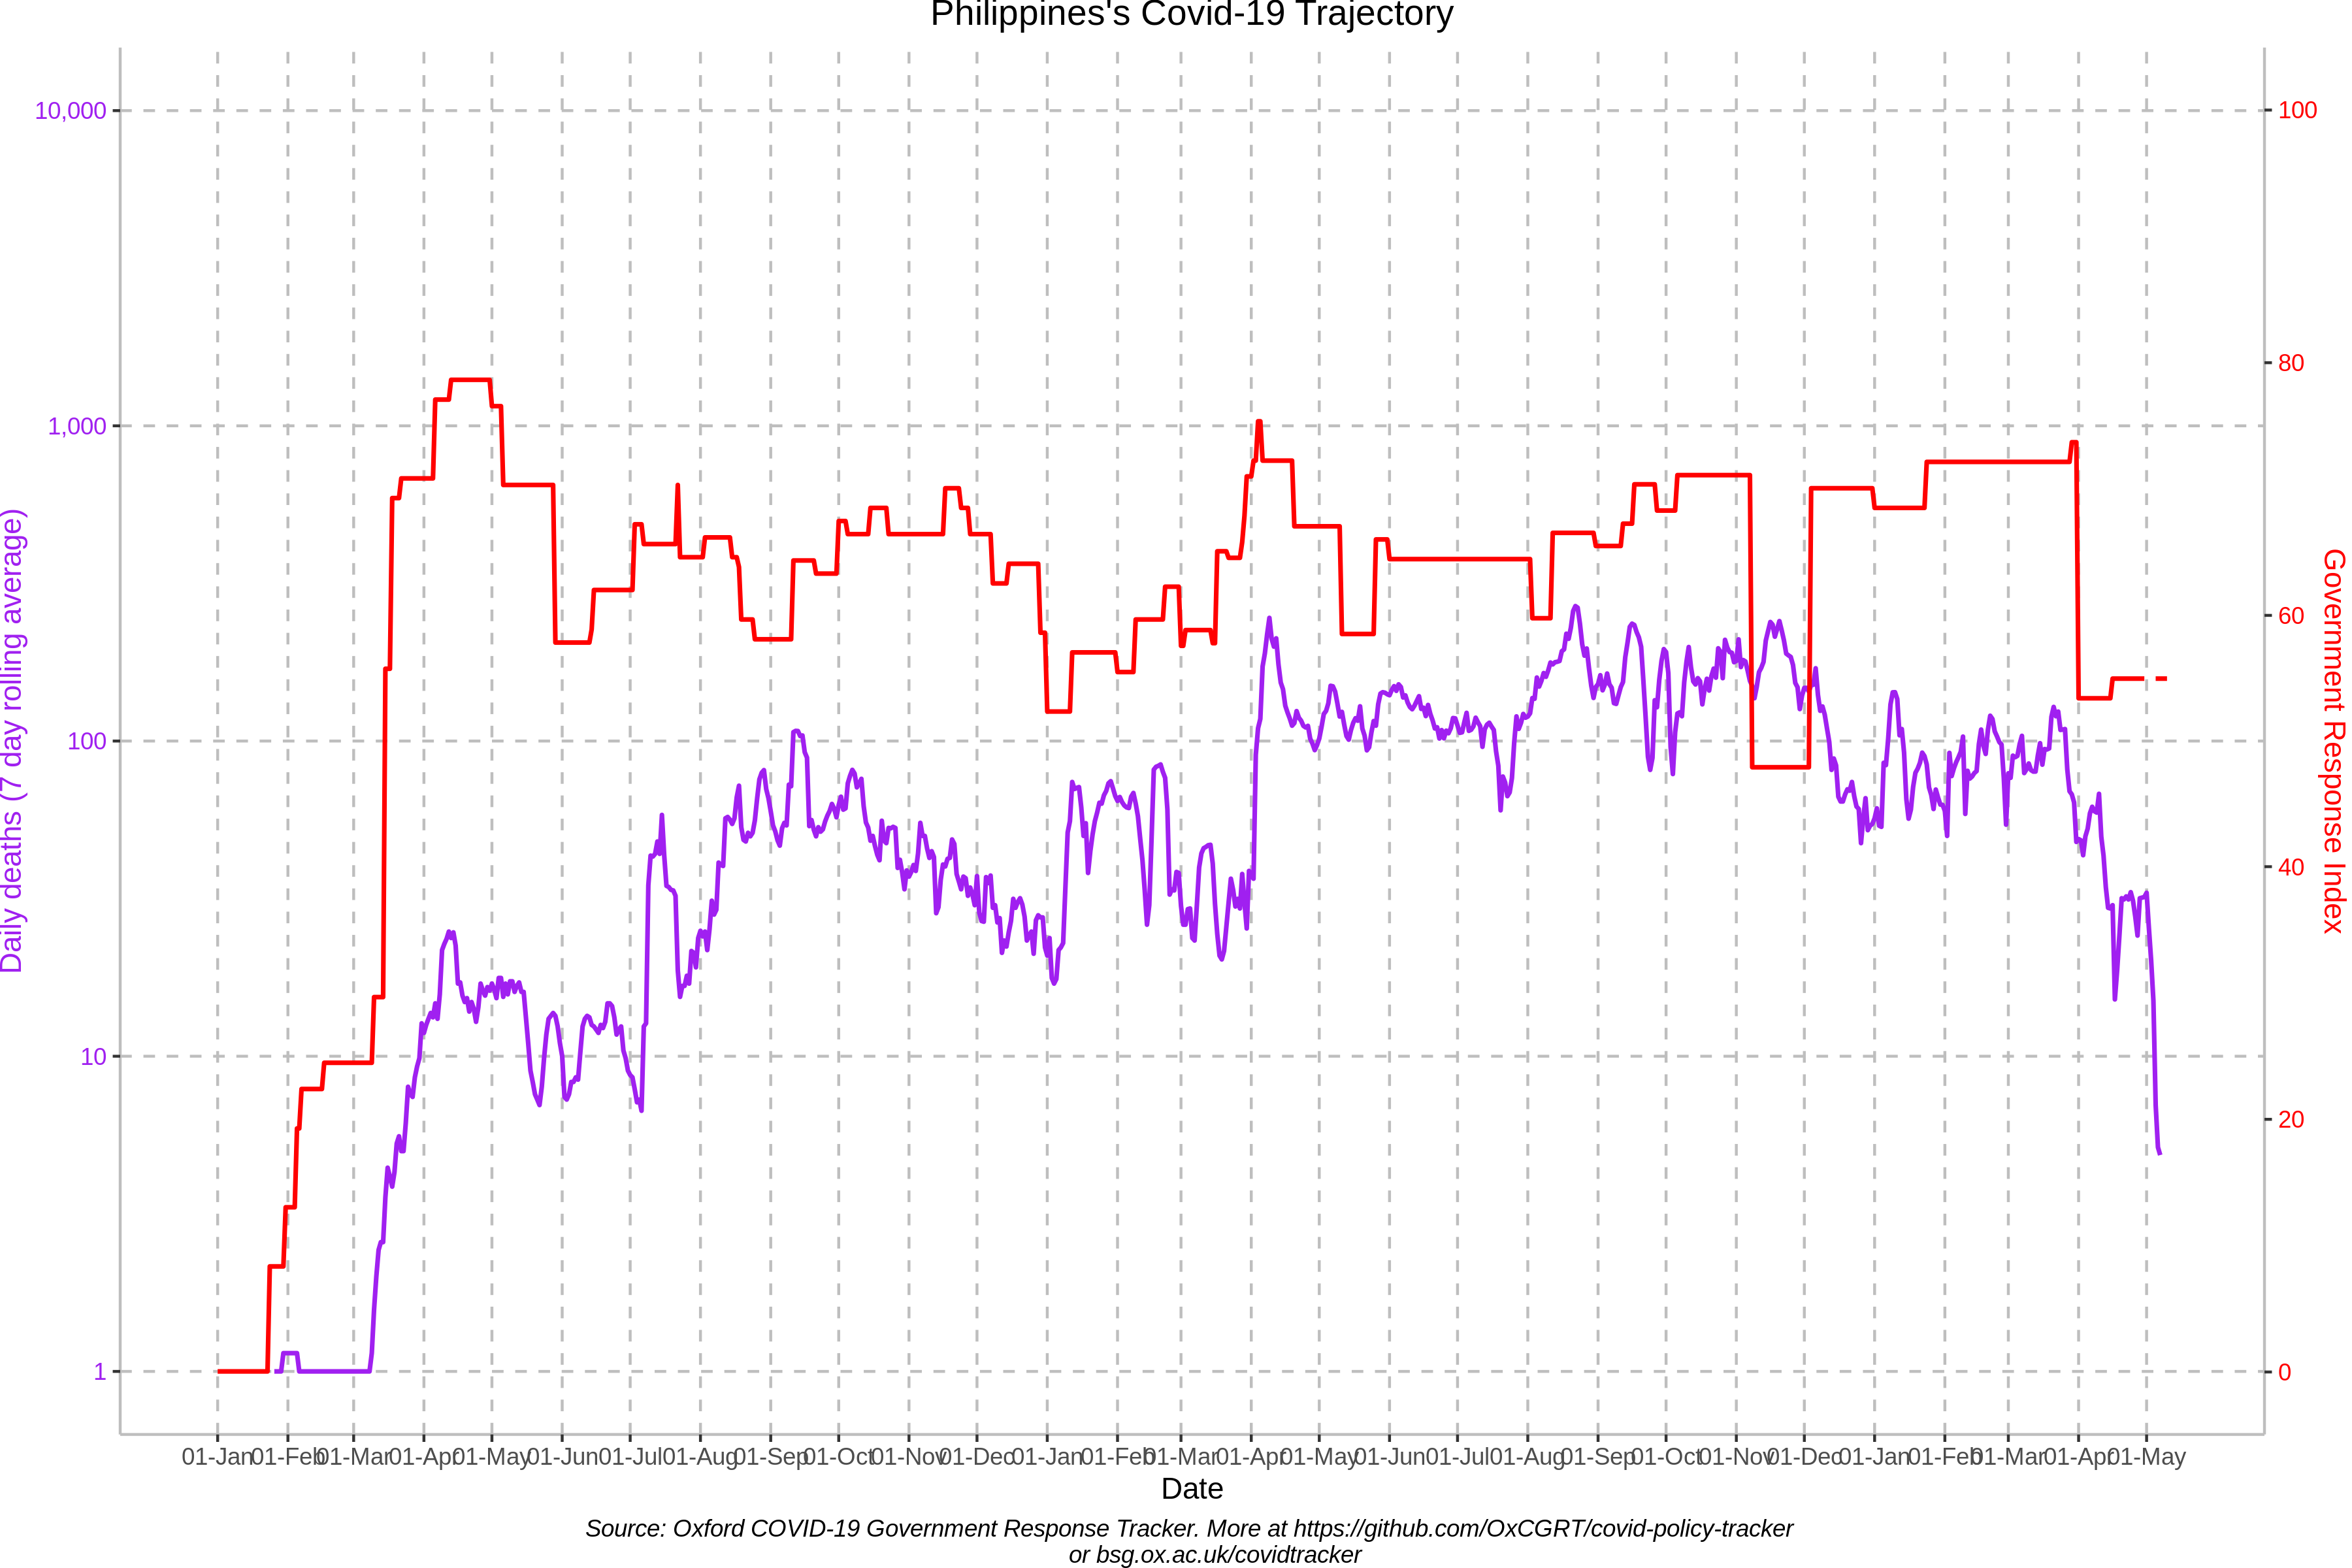 Philippines's Covid-19 Trajectory
10,000
1,000
100
10
1
Daily deaths (7 day rolling average)
100
80
60
40
20
0
Government Response Index
01-Jan 01-Feb 01-Mar 01-Apr 01-May 01-Jun 01-Jul 01-Aug 01-Sep 01-Oct 01-Nov 01-Dec 01-Jan 01-Feb 01-Mar 01-Apr 01-May 01-Jun 01-Jul 01-Aug 01-Sep 01-Oct 01-Nov 01-Dec 01-Jan 01-Feb 01-Mar 01-Apr 01-May
Date
Source: Oxford COVID-19 Government Response Tracker. More at https://github.com/OxCGRT/covid-policy-tracker
or bsg.ox.ac.uk/covidtracker